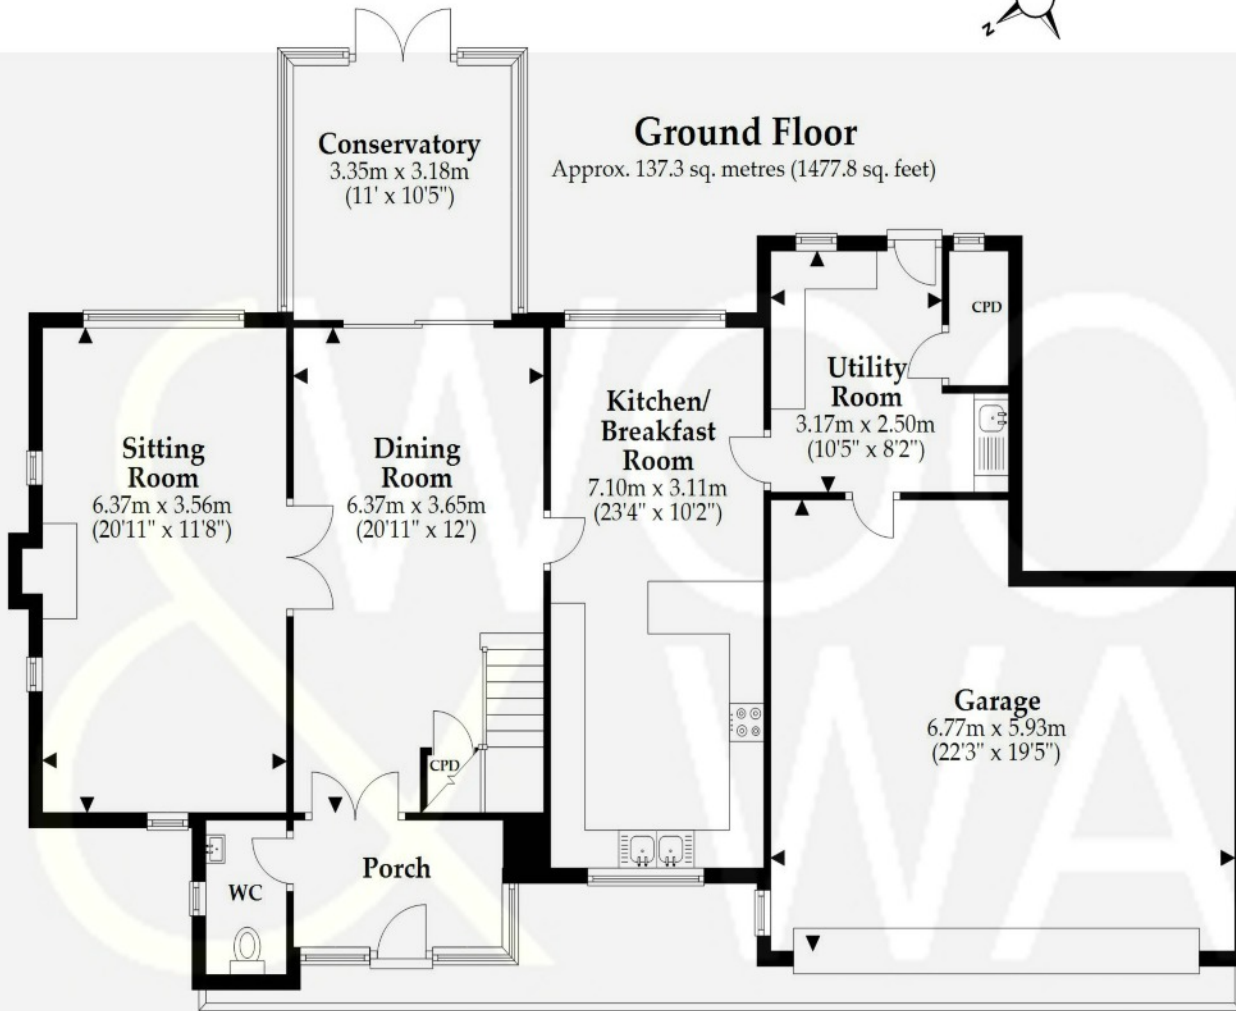 Z
Ground Floor
Approx. 137.3 sq. metres (1477.8 sq. feet)
Conservatory
3.35m x 3.18m
(11' x 10'5")
CPD
Utility
Room
3.17m x 2.50m
(10'5" x 8'2")
Kitchen/
Breakfast
Room
7.10m x 3.11m
(23'4" x 10'2")
Sitting
Room
6.37m x 3.56m
(20'11" x 11'8")
Dining
Room
6.37m x 3.65m
(20'11" x 12')
Garage
6.77m x 5.93m
(22'3" x 19'5")
CPD
Porch
WC
& WOO
WA